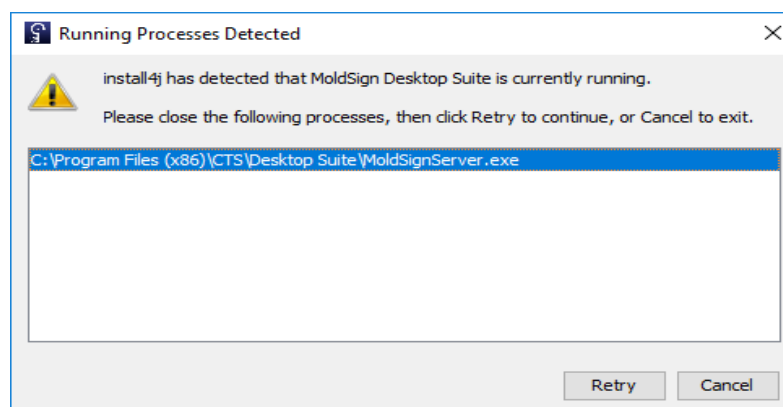 Running Processes Detected
install4j has detected that MoldSign Desktop Suite is currently running.
Please close the following processes, then click Retry to continue, or Cancel to exit.
C:\Program Files (x86)\CTS\Desktop Suite\MoldSignServer.exe
Retry Cancel